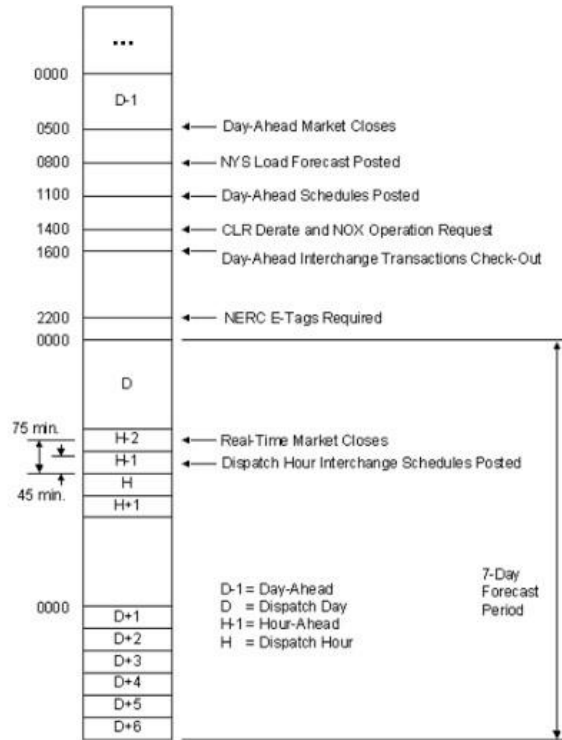 ...
0000
D-1
0500
Day-Ahead Market Closes
0800
NYS Load Forecast Posted
1100
Day-Ahead Schedules Posted
1400
CLR Derate and NOX Operation Request
1600
Day-Ahead Interchange Transactions Check-Out
2200
NERC E-Tags Required
0000
D
75 min.
H-2
Real-Time Market Closes
H-1
Dispatch Hour Interchange Schedules Posted
45 min.
H
H+1
D-1 = Day-Ahead
D = Dispatch Day
H-1 = Hour-Ahead
H = Dispatch Hour
7-Day
Forecast
Period
0000
D+1
D+2
D+3
D+4
D+5
D+6